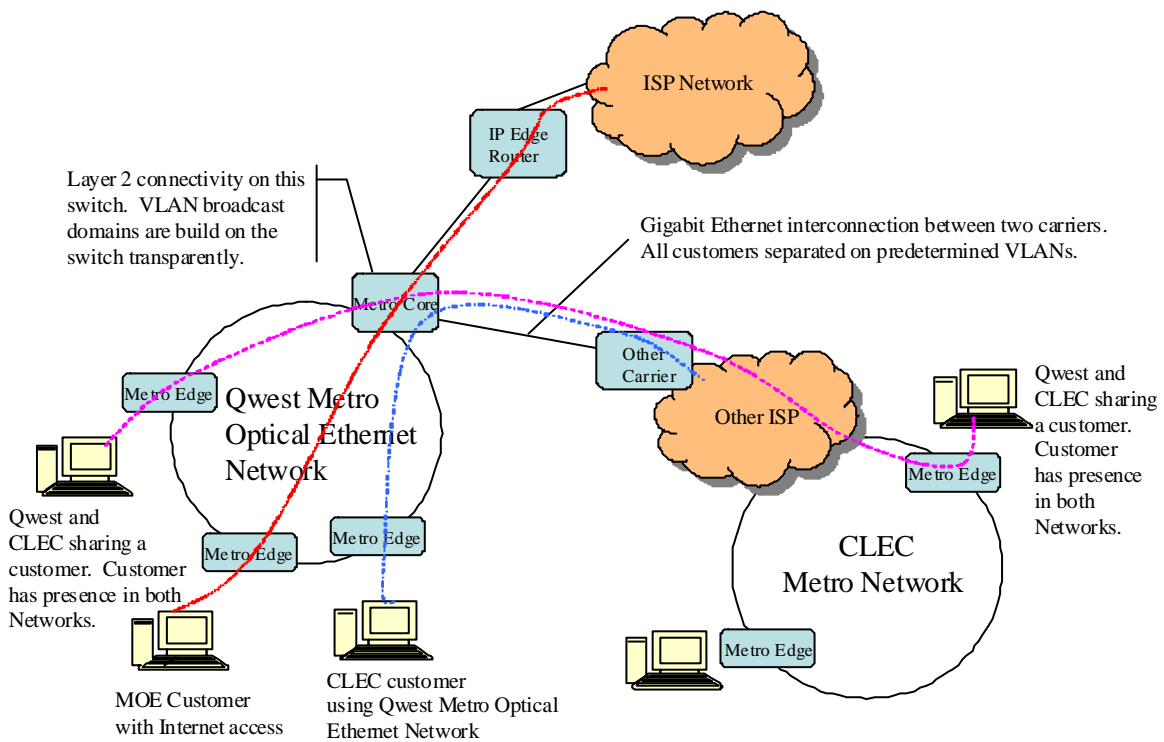 ISP Network
IP Edge
Router
Layer 2 connectivity on this
switch. VLAN broadcast
domains are build on the
switch transparently.
Gigabit Ethernet interconnection between two carriers.
All customers separated on predetermined VLANs.
Metro Core
Other
Carrier
Metro Edge
Qwest Metro
Optical Ethernet
Network
Other ISP
Qwest and
CLEC sharing
a customer.
Customer
has presence
in both
Networks.
Metro Edge
Qwest and
CLEC sharing a
customer. Customer
has presence in both
Networks.
Metro Edge
Metro Edge
CLEC
Metro Network
Metro Edge
MOE Customer
with Internet access
CLEC customer
using Qwest Metro Optical
Ethernet Network